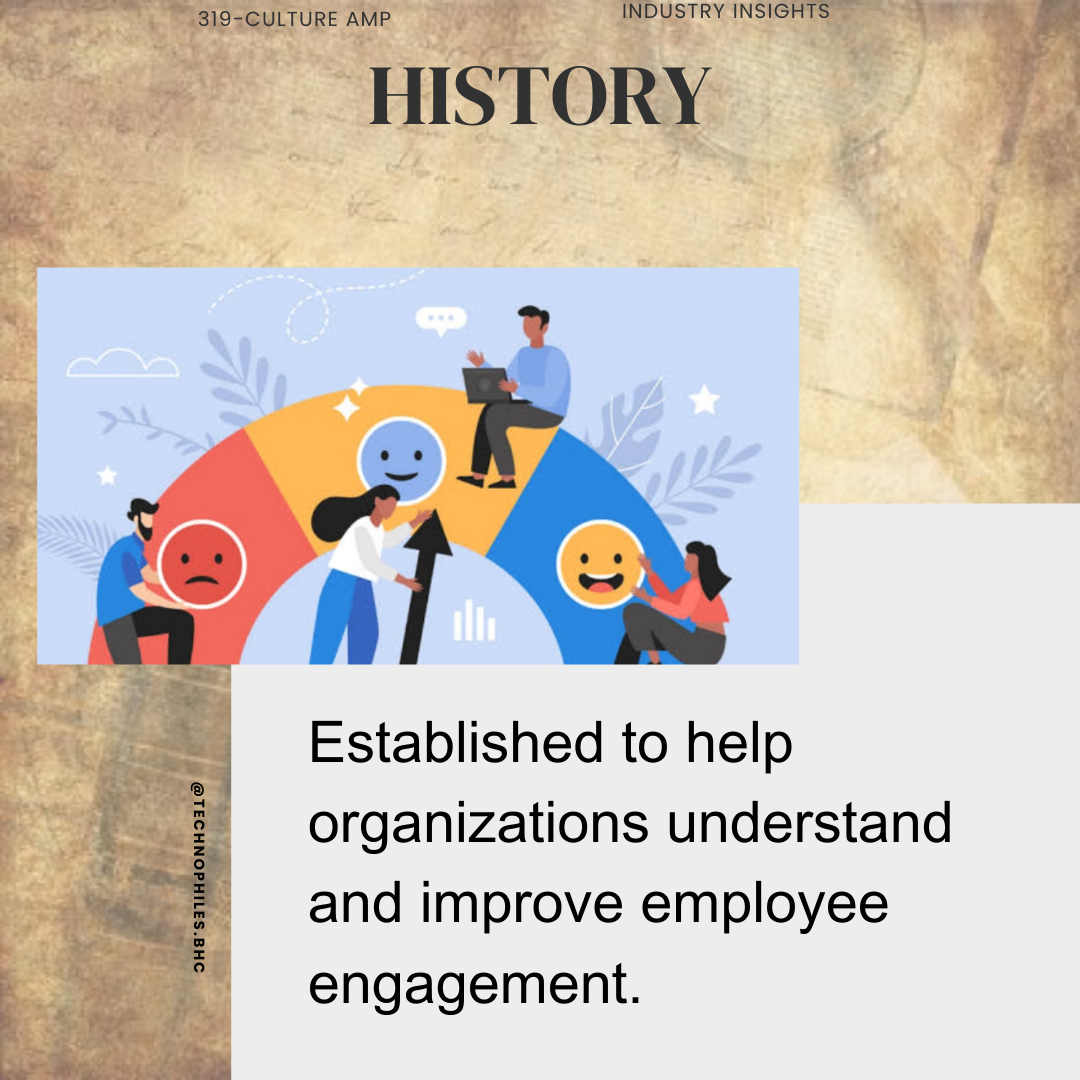 319-CULTURE AMP
INDUSTRY INSIGHTS
HISTORY
Established to help
organizations understand
and improve employee
engagement.
@TECHNOPHILES.BHC